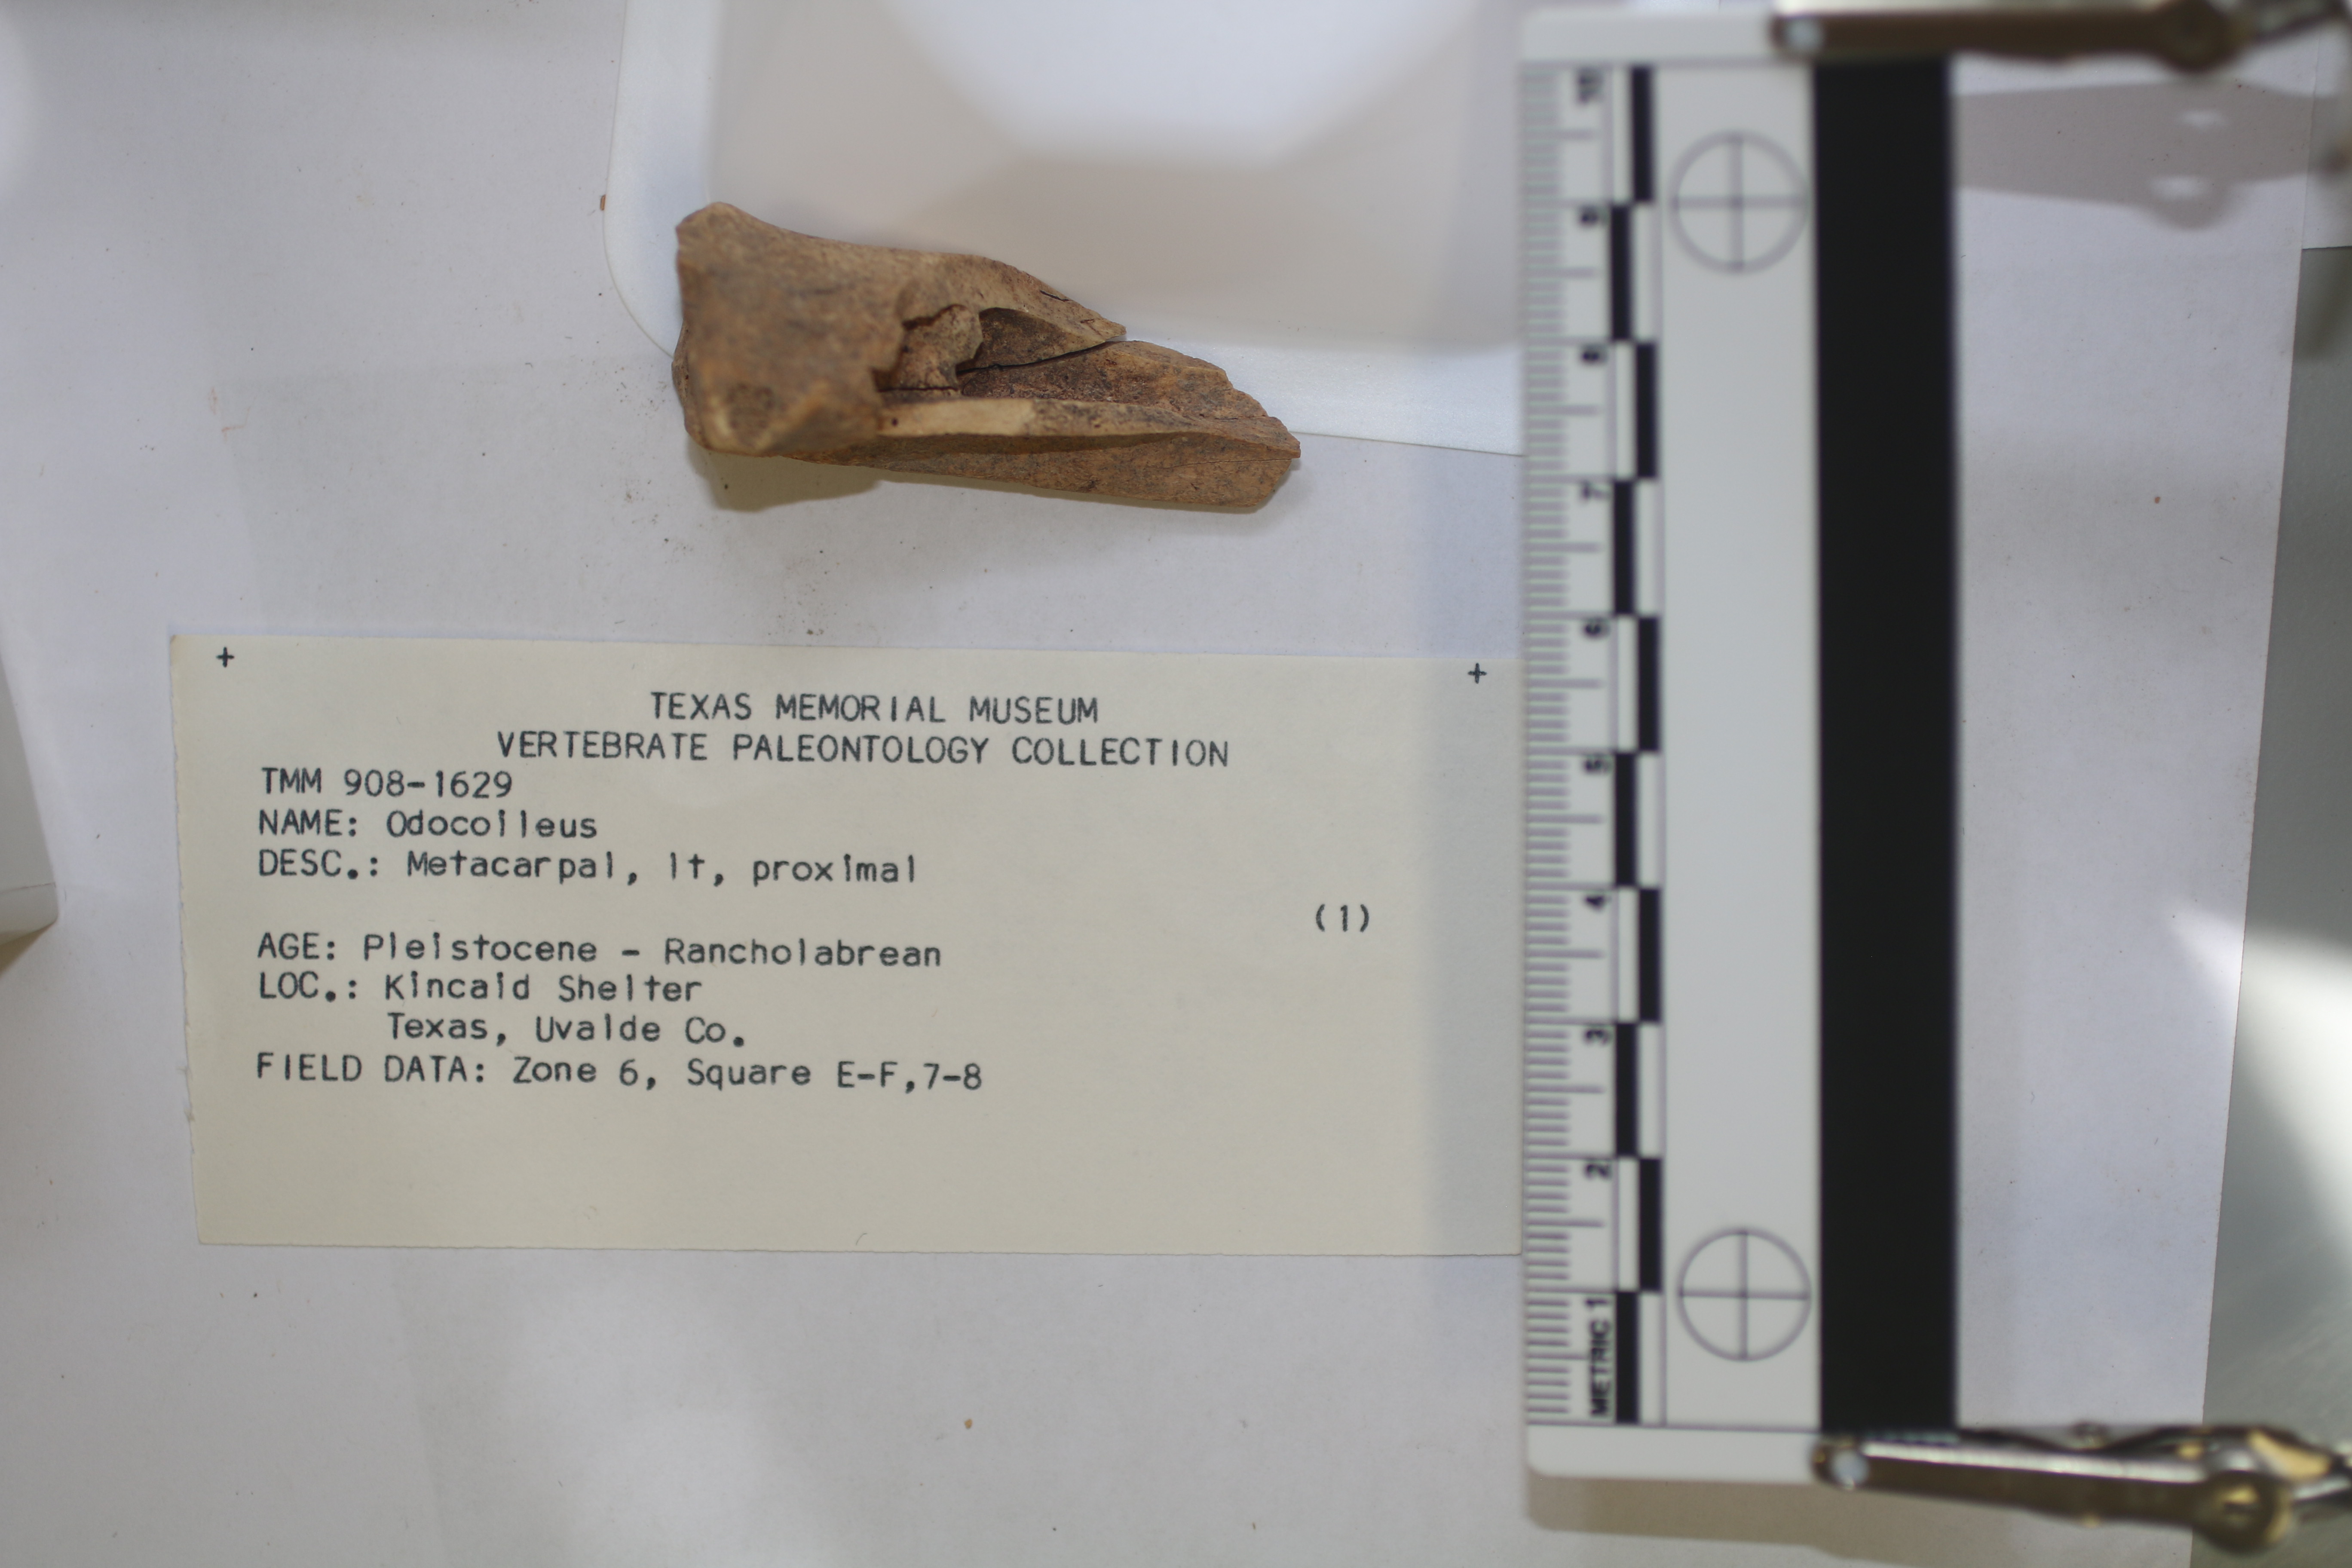 + +
TEXAS MEMORIAL MUSEUM
VERTEBRATE PALEONTOLOGY COLLECTION
TMM 908-1629
NAME: Odocoileus
DESC.: Metacarpal, lt, proximal
(1)
AGE: Pleistocene - Rancholabrean
LOC.: Kincaid Shelter
Texas, Uvalde Co.
FIELD DATA: Zone 6, Square E-F,7-8
METRIC 1 2 3 4 5 6 7 8 9 10